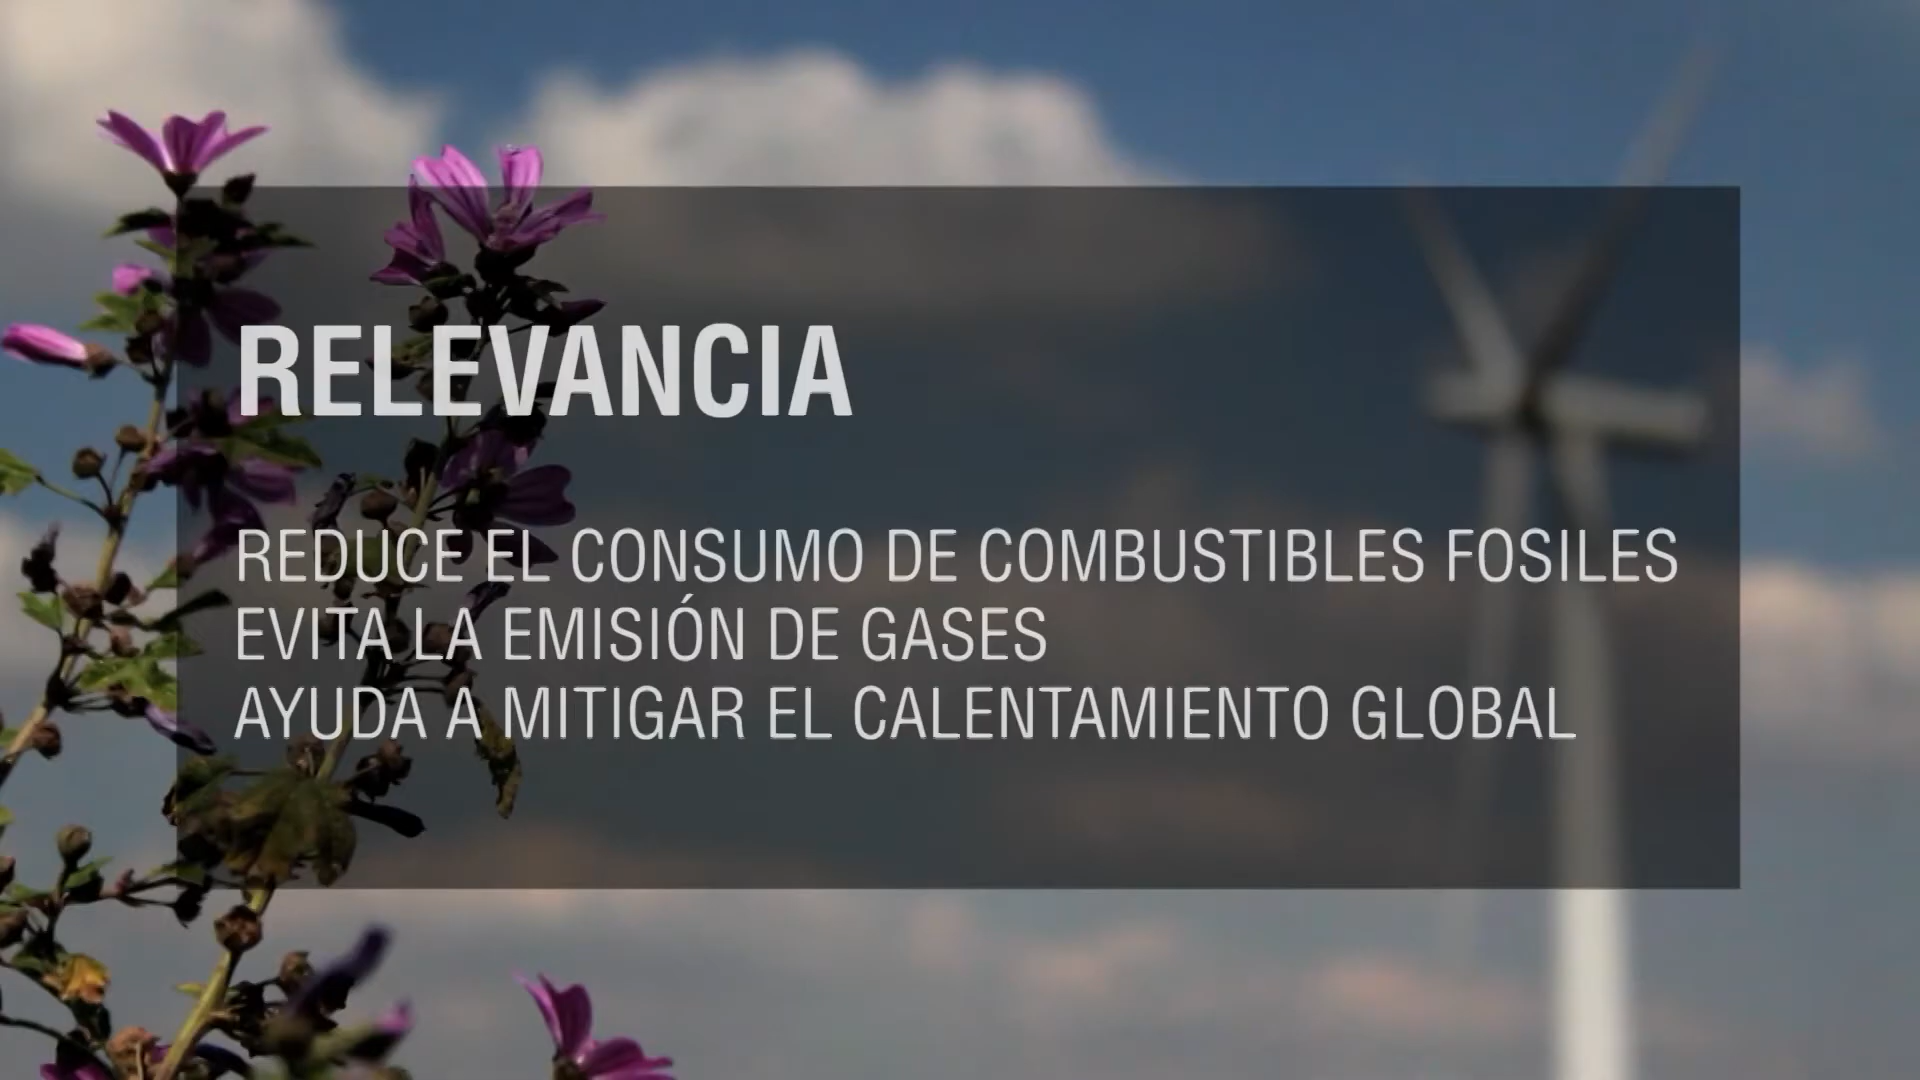 RELEVANCIA
REDUCE EL CONSUMO DE COMBUSTIBLES FOSILES
EVITA LA EMISIÓN DE GASES
AYUDA A MITIGAR EL CALENTAMIENTO GLOBAL